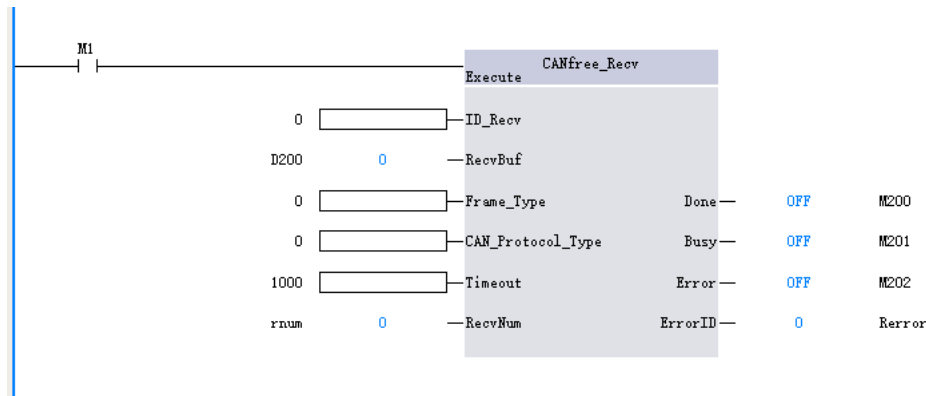 M1
CANfree_Recv
Execute
0 ID_Recv
D200 0 RecvBuf
0 Frame_Type Done OFF M200
0 CAN_Protocol_Type Busy OFF M201
1000 Timeout Error OFF M202
rnum 0 RecvNum ErrorID 0 Rerror